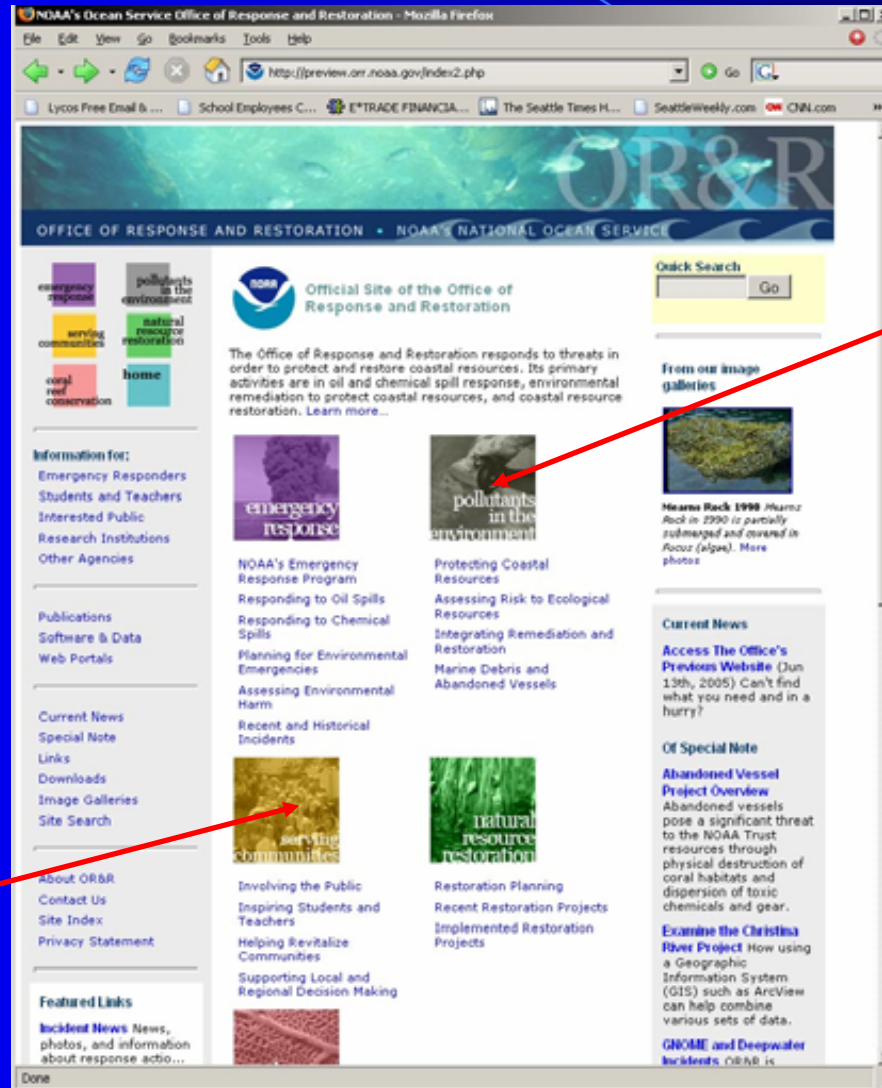 NOAA's Ocean Service Office of Response and Restoration - Mozilla Firefox
File Edit View Go Bookmarks Tools Help
http://preview.orr.noaa.gov/index2.php
Go
Lycos Free Email & ...
School Employees C...
E*TRADE FINANCIA...
The Seattle Times M...
SeattleWeekly.com
CNN.com
OR&R
OFFICE OF RESPONSE AND RESTORATION • NOAA'S NATIONAL OCEAN SERVICE
emergency
response
pollutants
in the
environment
serving
communities
natural
resource
restoration
coral
reef
conservation
home
Information for:
Emergency Responders
Students and Teachers
Interested Public
Research Institutions
Other Agencies
Publications
Software & Data
Web Portals
Current News
Special Note
Links
Downloads
Image Galleries
Site Search
About OR&R
Contact Us
Site Index
Privacy Statement
Featured Links
Incident News News,
photos, and information
about response actio...
NOAA
Official Site of the Office of
Response and Restoration
The Office of Response and Restoration responds to threats in
order to protect and restore coastal resources. Its primary
activities are in oil and chemical spill response, environmental
remediation to protect coastal resources, and coastal resource
restoration. Learn more...
emergency
response
NOAA's Emergency
Response Program
Responding to Oil Spills
Responding to Chemical
Spills
Planning for Environmental
Emergencies
Assessing Environmental
Harm
Recent and Historical
Incidents
pollutants
in the
environment
Protecting Coastal
Resources
Assessing Risk to Ecological
Resources
Integrating Remediation and
Restoration
Marine Debris and
Abandoned Vessels
serving
communities
Involving the Public
Inspiring Students and
Teachers
Helping Revitalize
Communities
Supporting Local and
Regional Decision Making
natural
resource
restoration
Restoration Planning
Recent Restoration Projects
Implemented Restoration
Projects
Quick Search
Go
From our image
galleries
Mearns Rock 1990 Mearns
Rock in 1990 is partially
submerged and covered in
Focus (algae). More
photos
Current News
Access The Office's
Previous Website (Jun
13th, 2005) Can't find
what you need and in a
hurry?
Of Special Note
Abandoned Vessel
Project Overview
Abandoned vessels
pose a significant threat
to the NOAA Trust
resources through
physical destruction of
coral habitats and
dispersion of toxic
chemicals and gear.
Examine the Christina
River Project How using
a Geographic
Information System
(GIS) such as ArcView
can help combine
various sets of data.
GNOME and Deepwater
Incidents OR&R is
Done